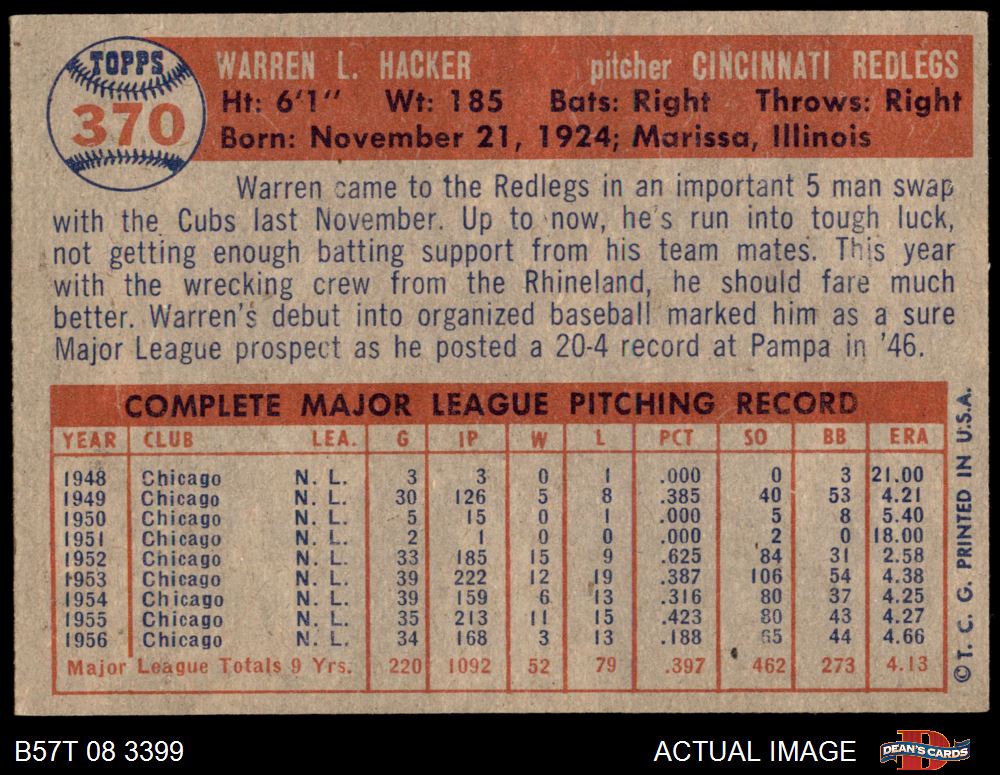 TOPPS
370
WARREN L. HACKER pitcher CINCINNATI REDLEGS
Ht: 6'1" Wt: 185 Bats: Right Throws: Right
Born: November 21, 1924; Marissa, Illinois
Warren came to the Redlegs in an important 5 man swap
with the Cubs last November. Up to now, he's run into tough luck,
not getting enough batting support from his team mates. This year
with the wrecking crew from the Rhineland, he should fare much
better. Warren's debut into organized baseball marked him as a sure
Major League prospect as he posted a 20-4 record at Pampa in '46.
COMPLETE MAJOR LEAGUE PITCHING RECORD
YEAR CLUB LEA. G IP W L PCT SO BB ERA
1948 Chicago N. L. 3 3 0 1 .000 0 3 21.00
1949 Chicago N. L. 30 126 5 8 .385 40 53 4.21
1950 Chicago N. L. 5 15 0 1 .000 5 8 5.40
1951 Chicago N. L. 2 1 0 0 .000 2 0 18.00
1952 Chicago N. L. 33 185 15 9 .625 84 31 2.58
1953 Chicago N. L. 39 222 12 19 .387 106 54 4.38
1954 Chicago N. L. 39 159 6 13 .316 80 37 4.25
1955 Chicago N. L. 35 213 11 15 .423 80 43 4.27
1956 Chicago N. L. 34 168 3 13 .188 65 44 4.66
Major League Totals 9 Yrs. 220 1092 52 79 .397 462 273 4.13
© T. C. G. PRINTED IN U.S.A.
B57T 08 3399 ACTUAL IMAGE
D
DEAN'S CARDS